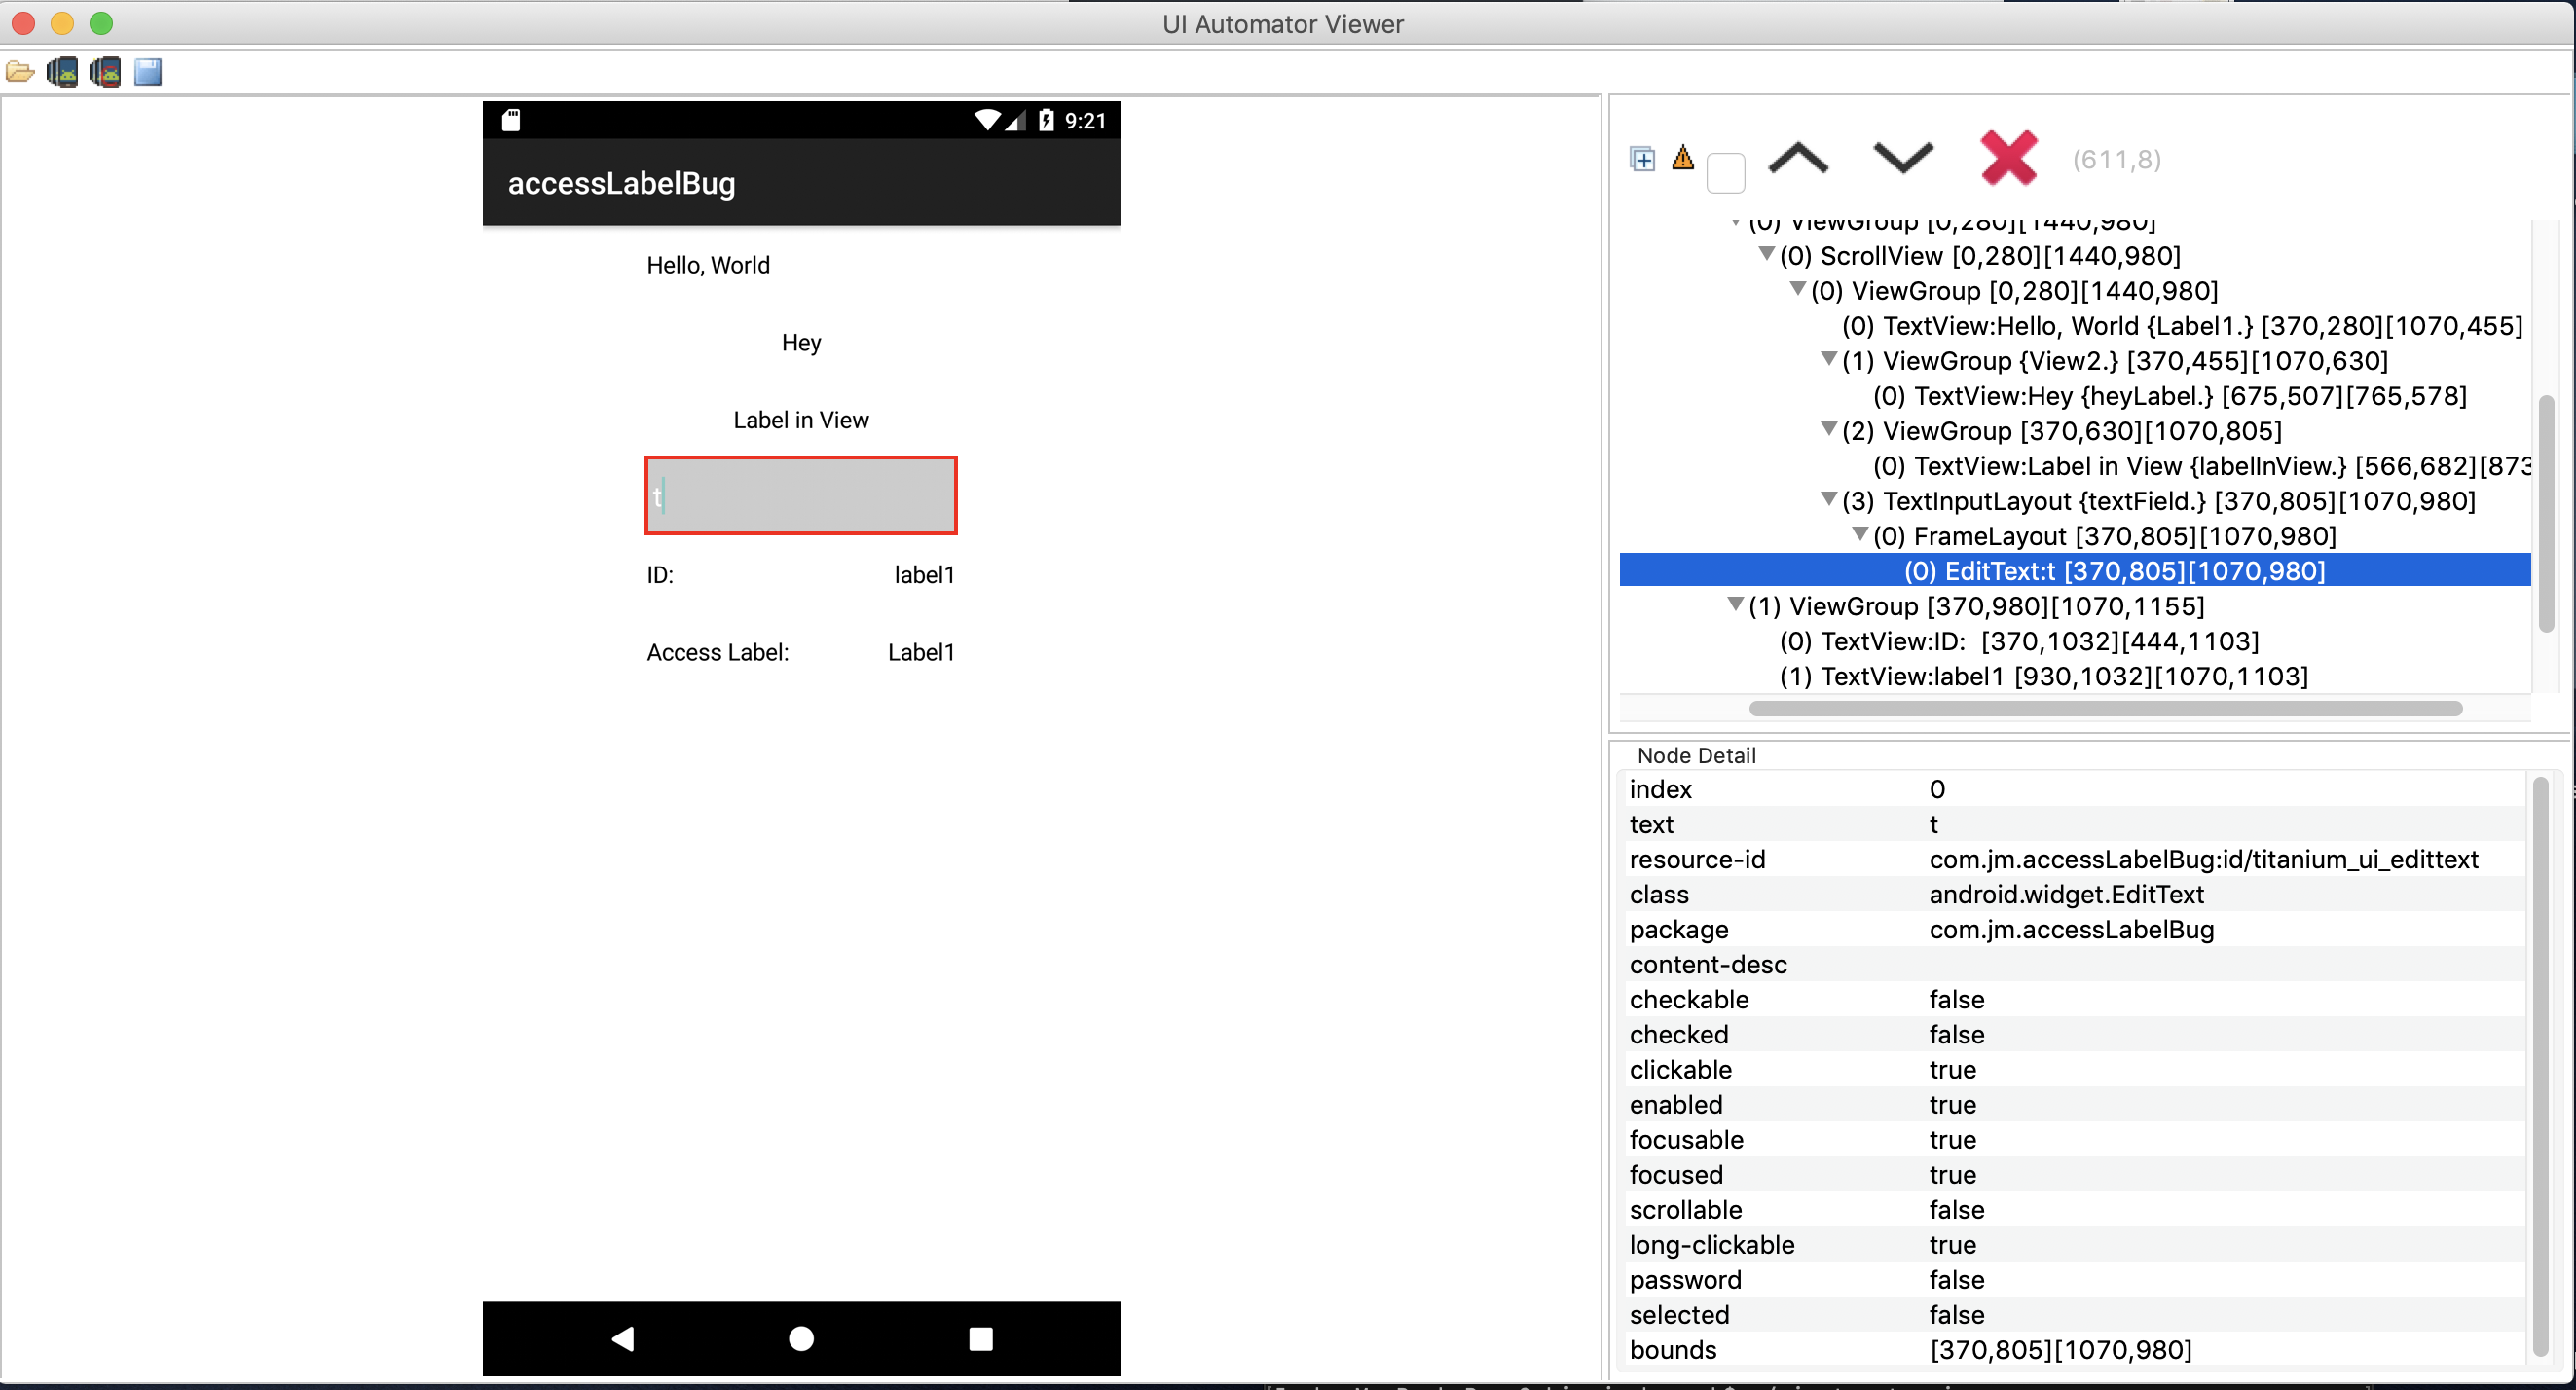 UI Automator Viewer
9:21
accessLabelBug
Hello, World
Hey
Label in View
t
ID: label1
Access Label: Label1
(611,8)
(0) ViewGroup [0,280][1440,980]
(0) ScrollView [0,280][1440,980]
(0) ViewGroup [0,280][1440,980]
(0) TextView:Hello, World {Label1.} [370,280][1070,455]
(1) ViewGroup {View2.} [370,455][1070,630]
(0) TextView:Hey {heyLabel.} [675,507][765,578]
(2) ViewGroup [370,630][1070,805]
(0) TextView:Label in View {labelInView.} [566,682][873
(3) TextInputLayout {textField.} [370,805][1070,980]
(0) FrameLayout [370,805][1070,980]
(0) EditText:t [370,805][1070,980]
(1) ViewGroup [370,980][1070,1155]
(0) TextView:ID:  [370,1032][444,1103]
(1) TextView:label1 [930,1032][1070,1103]
Node Detail
index 0
text t
resource-id com.jm.accessLabelBug:id/titanium_ui_edittext
class android.widget.EditText
package com.jm.accessLabelBug
content-desc
checkable false
checked false
clickable true
enabled true
focusable true
focused true
scrollable false
long-clickable true
password false
selected false
bounds [370,805][1070,980]